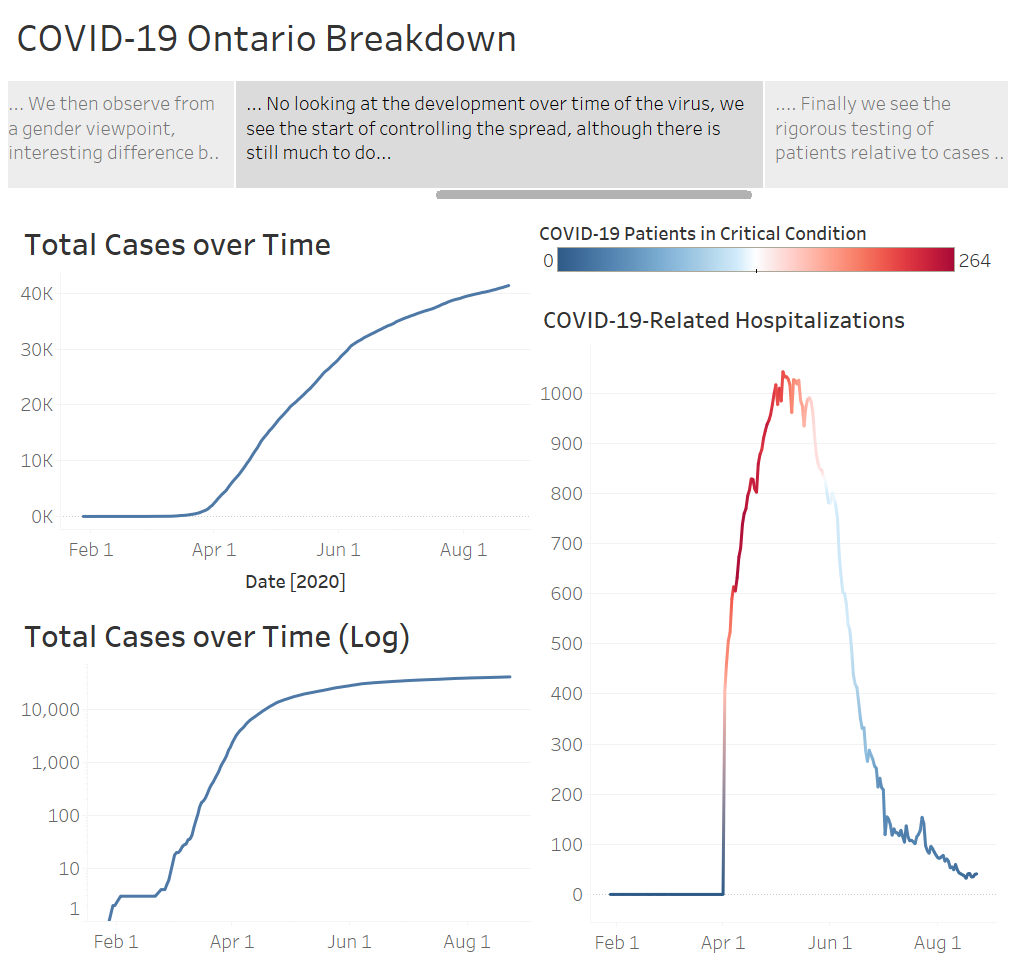 COVID-19 Ontario Breakdown
... We then observe from
a gender viewpoint,
interesting difference b..
... No looking at the development over time of the virus, we
see the start of controlling the spread, although there is
still much to do...
.... Finally we see the
rigorous testing of
patients relative to cases ..
Total Cases over Time
40K
30K
20K
10K
0K
Feb 1 Apr 1 Jun 1 Aug 1
Date [2020]
Total Cases over Time (Log)
10,000
1,000
100
10
1
Feb 1 Apr 1 Jun 1 Aug 1
COVID-19 Patients in Critical Condition
0 264
COVID-19-Related Hospitalizations
1000
900
800
700
600
500
400
300
200
100
0
Feb 1 Apr 1 Jun 1 Aug 1